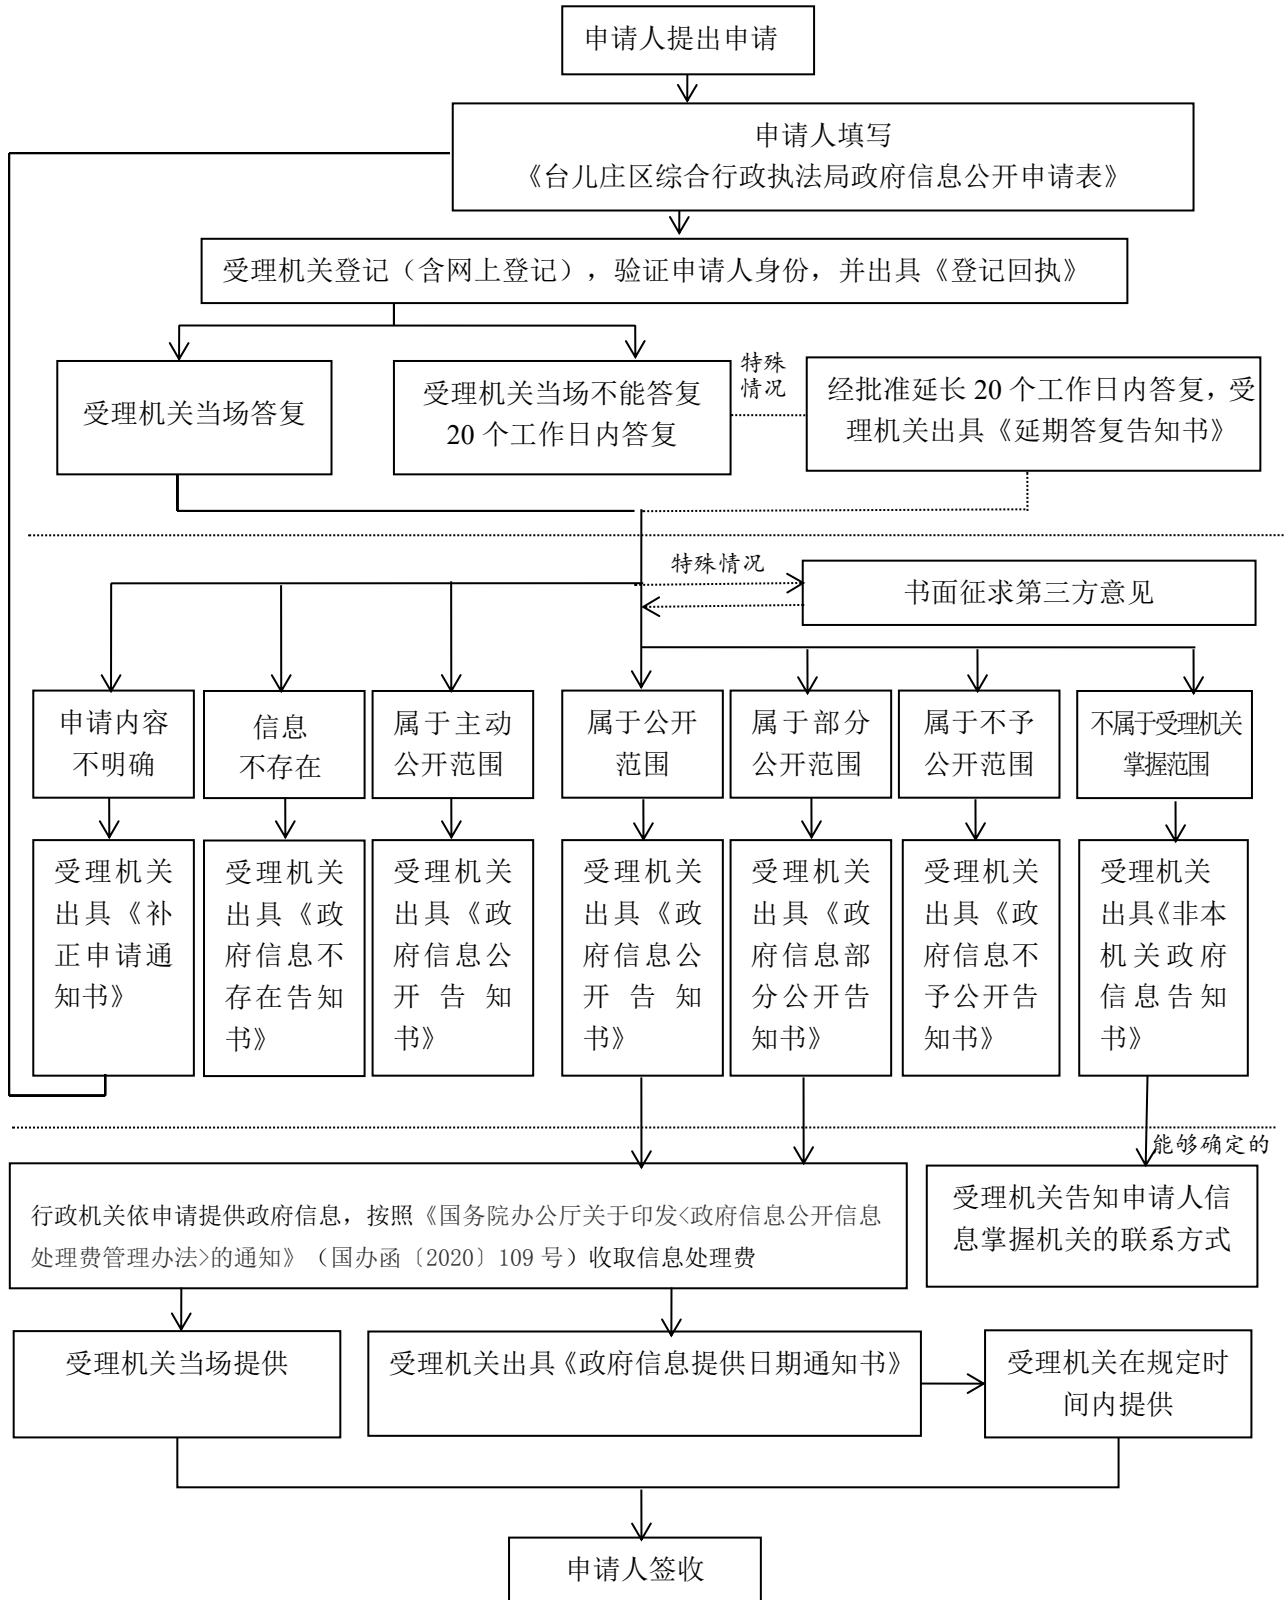 申请人提出申请
申请人填写
《台儿庄区综合行政执法局政府信息公开申请表》
受理机关登记（含网上登记），验证申请人身份，并出具《登记回执》
受理机关当场答复
受理机关当场不能答复
20 个工作日内答复
特殊
情况
经批准延长 20 个工作日内答复，受
理机关出具《延期答复告知书》
特殊情况
书面征求第三方意见
申请内容
不明确
信息
不存在
属于主动
公开范围
属于公开
范围
属于部分
公开范围
属于不予
公开范围
不属于受理机关
掌握范围
受理机关
出具《补
正申请通
知书》
受理机关
出具《政
府信息不
存在告知
书》
受理机关
出具《政
府信息公
开告知
书》
受理机关
出具《政
府信息公
开告知
书》
受理机关
出具《政
府信息部
分公开告
知书》
受理机关
出具《政
府信息不
予公开告
知书》
受理机关
出具《非本
机关政府
信息告知
书》
能够确定的
行政机关依申请提供政府信息，按照《国务院办公厅关于印发<政府信息公开信息
处理费管理办法>的通知》（国办函〔2020〕109 号）收取信息处理费
受理机关告知申请人信
息掌握机关的联系方式
受理机关当场提供
受理机关出具《政府信息提供日期通知书》
受理机关在规定时
间内提供
申请人签收